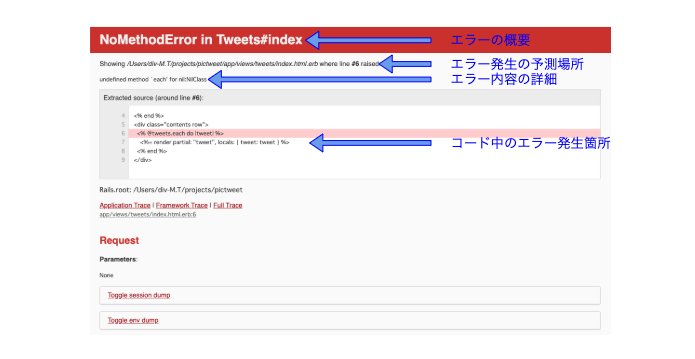 NoMethodError in Tweets#index
エラーの概要
Showing /Users/div-M.T/projects/pictweet/app/views/tweets/index.html.erb where line #6 raised
エラー発生の予測場所
undefined method `each' for nil:NilClass
エラー内容の詳細
Extracted source (around line #6):
4 <% end %>
5 <div class="contents row">
6 <% @tweets.each do |tweet| %>
7 <%= render partial: "tweet", locals: { tweet: tweet } %>
コード中のエラー発生箇所
8 <% end %>
9 </div>
Rails.root: /Users/div-M.T/projects/pictweet
Application Trace | Framework Trace | Full Trace
app/views/tweets/index.html.erb:6
Request
Parameters:
None
Toggle session dump
Toggle env dump